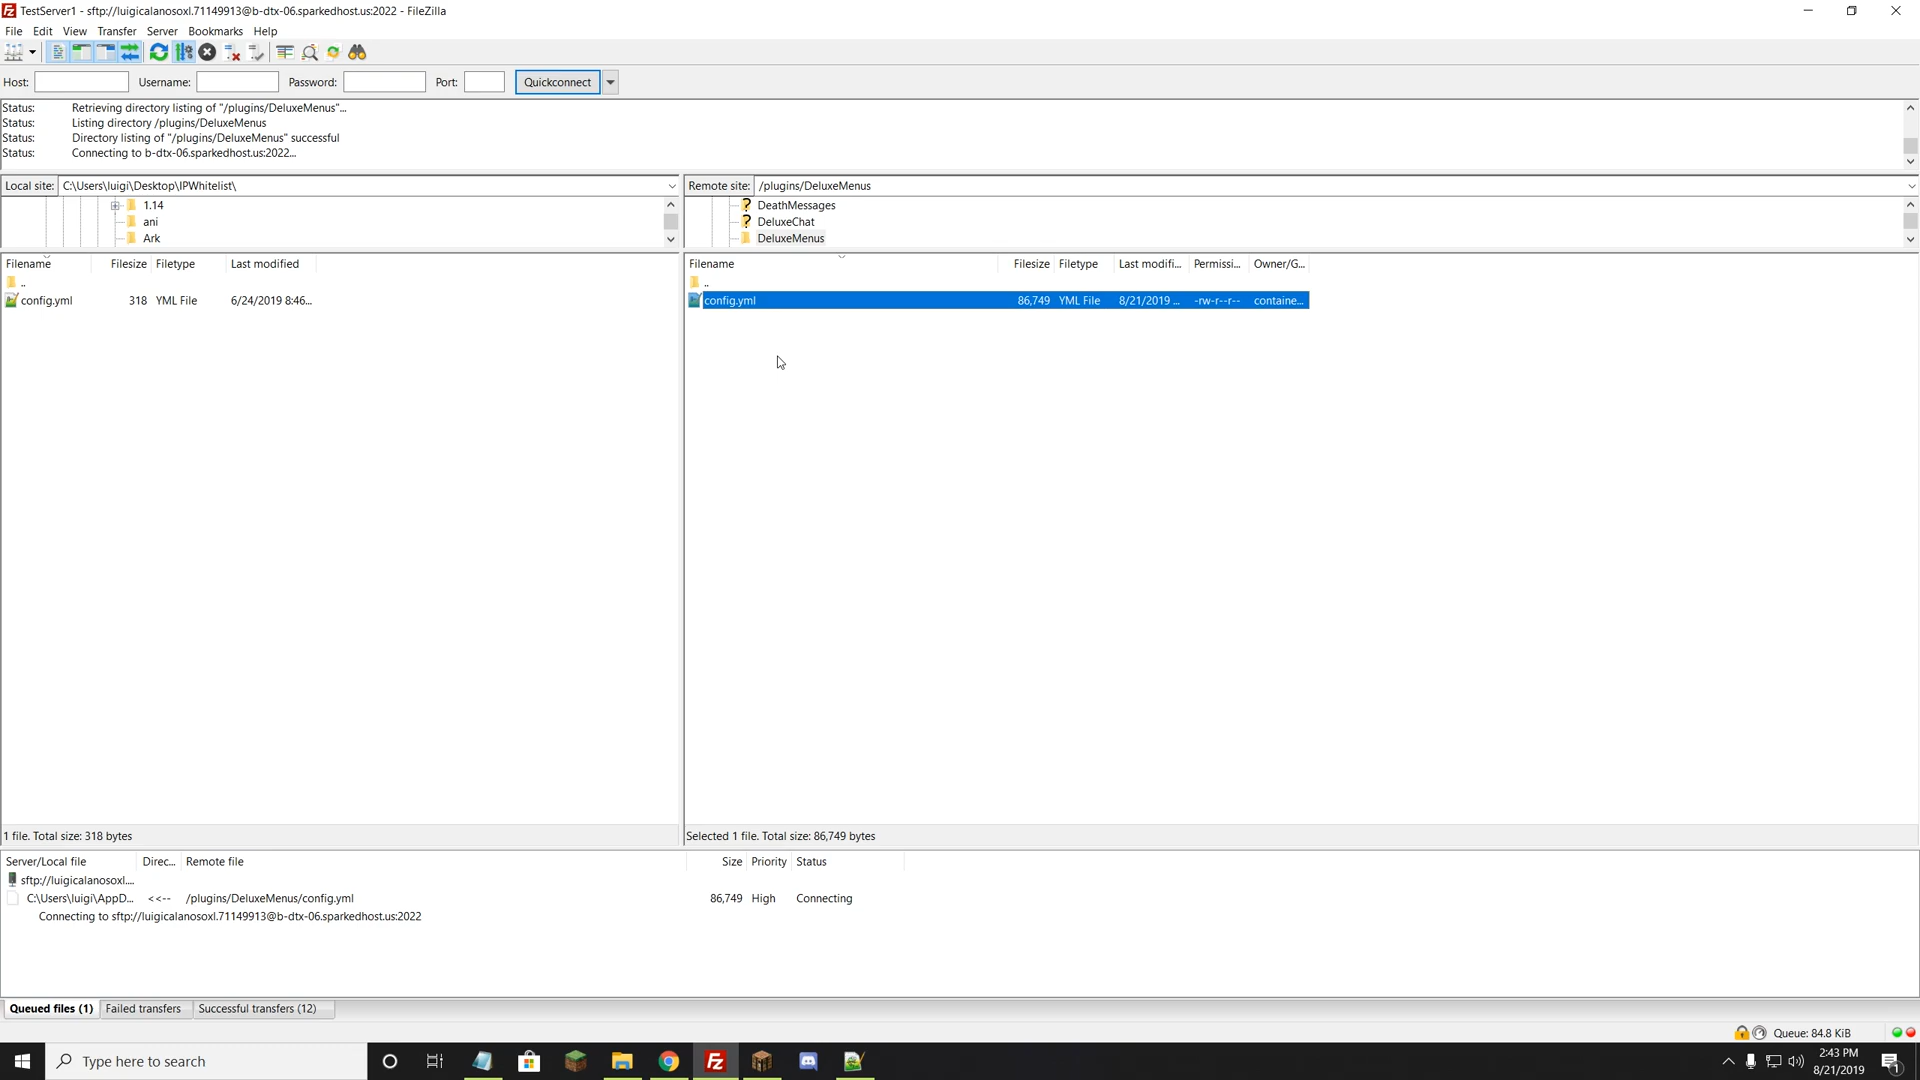 TestServer1 - sftp://luigicalanosoxl.71149913@b-dtx-06.sparkedhost.us:2022 - FileZilla
File Edit View Transfer Server Bookmarks Help
Host: Username: Password: Port: Quickconnect
Status: Retrieving directory listing of "/plugins/DeluxeMenus"...
Status: Listing directory /plugins/DeluxeMenus
Status: Directory listing of "/plugins/DeluxeMenus" successful
Status: Connecting to b-dtx-06.sparkedhost.us:2022...
Local site: C:\Users\luigi\Desktop\IPWhitelist\
Remote site: /plugins/DeluxeMenus
1.14
ani
Ark
DeathMessages
DeluxeChat
DeluxeMenus
Filename Filesize Filetype Last modified
..
config.yml 318 YML File 6/24/2019 8:46...
Filename Filesize Filetype Last modifi... Permissi... Owner/G...
..
config.yml 86,749 YML File 8/21/2019 ... -rw-r--r-- containe...
1 file. Total size: 318 bytes
Selected 1 file. Total size: 86,749 bytes
Server/Local file Direc... Remote file Size Priority Status
sftp://luigicalanosoxl....
C:\Users\luigi\AppD... <<-- /plugins/DeluxeMenus/config.yml 86,749 High Connecting
Connecting to sftp://luigicalanosoxl.71149913@b-dtx-06.sparkedhost.us:2022
Queued files (1) Failed transfers Successful transfers (12)
Queue: 84.8 KiB
Type here to search
2:43 PM
8/21/2019
1